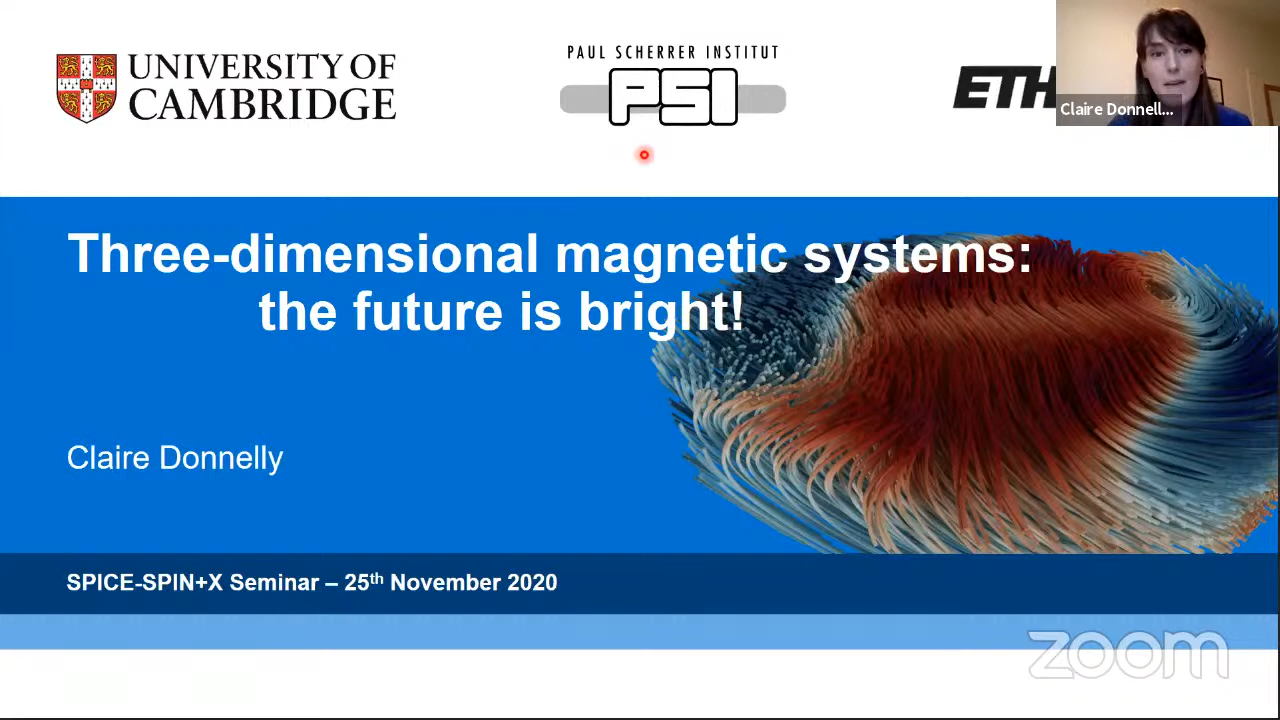 UNIVERSITY OF
CAMBRIDGE
PAUL SCHERRER INSTITUT
PSI
ETH
Claire Donnell...
Three-dimensional magnetic systems:
the future is bright!
Claire Donnelly
SPICE-SPIN+X Seminar – 25th November 2020
zoom